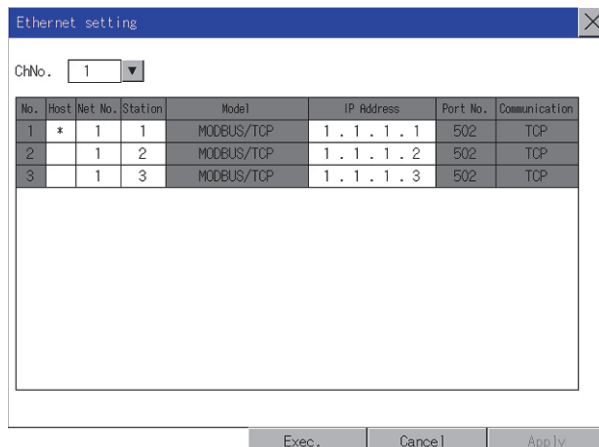 Ethernet setting
ChNo. 1
No. Host Net No. Station Model IP Address Port No. Communication
1 * 1 1 MODBUS/TCP 1 . 1 . 1 . 1 502 TCP
2 1 2 MODBUS/TCP 1 . 1 . 1 . 2 502 TCP
3 1 3 MODBUS/TCP 1 . 1 . 1 . 3 502 TCP
Exec. Cancel Apply